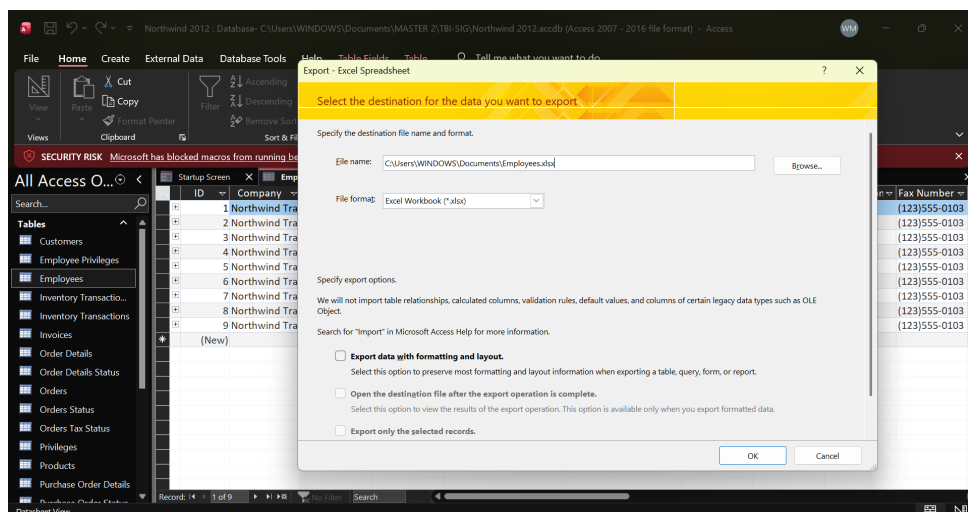 Northwind 2012 : Database- C:\Users\WINDOWS\Documents\MASTER 2\TBI-SIG\Northwind 2012.accdb (Access 2007 - 2016 file format) - Access
WM
File Home Create External Data Database Tools Help Table Fields Table Tell me what you want to do
View
Views
Paste
Cut
Copy
Format Painter
Clipboard
Filter
Ascending
Descending
Remove Sort
Sort & Fil
SECURITY RISK Microsoft has blocked macros from running be
All Access O...
Search...
Tables
Customers
Employee Privileges
Employees
Inventory Transactio...
Inventory Transactions
Invoices
Order Details
Order Details Status
Orders
Orders Status
Orders Tax Status
Privileges
Products
Purchase Order Details
Purchase Order Status
Startup Screen Emp
ID Company Fax Number
1 Northwind Tra (123)555-0103
2 Northwind Tra (123)555-0103
3 Northwind Tra (123)555-0103
4 Northwind Tra (123)555-0103
5 Northwind Tra (123)555-0103
6 Northwind Tra (123)555-0103
7 Northwind Tra (123)555-0103
8 Northwind Tra (123)555-0103
9 Northwind Tra (123)555-0103
(New)
Export - Excel Spreadsheet ?
Select the destination for the data you want to export
Specify the destination file name and format.
File name: C:\Users\WINDOWS\Documents\Employees.xlsx Browse...
File format: Excel Workbook (*.xlsx)
Specify export options.
We will not import table relationships, calculated columns, validation rules, default values, and columns of certain legacy data types such as OLE
Object.
Search for "Import" in Microsoft Access Help for more information.
Export data with formatting and layout.
Select this option to preserve most formatting and layout information when exporting a table, query, form, or report.
Open the destination file after the export operation is complete.
Select this option to view the results of the export operation. This option is available only when you export formatted data.
Export only the selected records.
OK Cancel
Record: 1 of 9 No Filter Search
Datasheet View